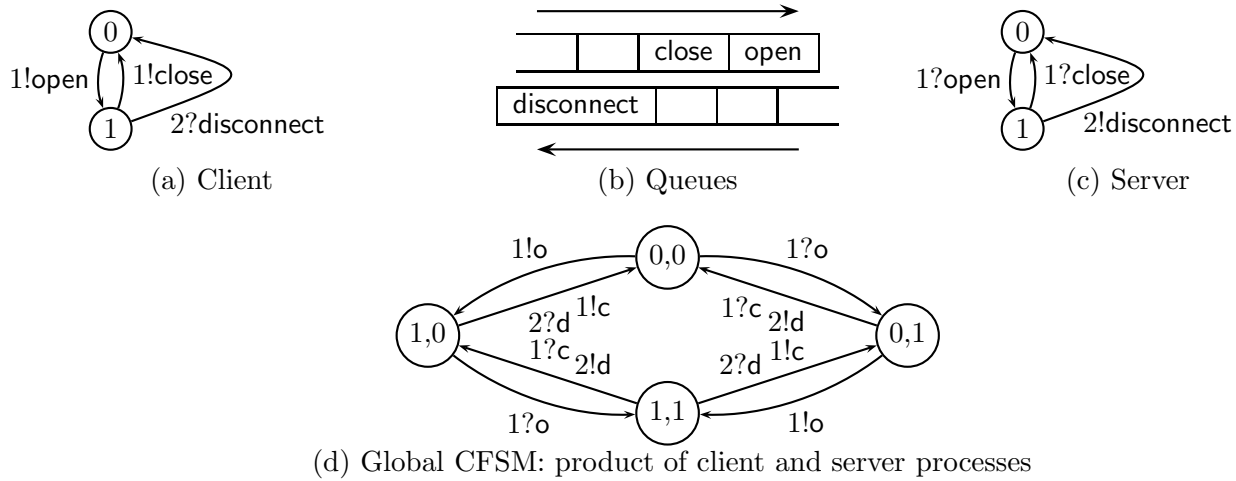 0
1!open
1!close
1
2?disconnect
(a) Client
close
open
disconnect
(b) Queues
0
1?open
1?close
1
2!disconnect
(c) Server
0,0
1!o
1?o
1!c
2?d
1?c
2!d
1,0
0,1
1?c
2!d
2?d
1!c
1,1
1?o
1!o
(d) Global CFSM: product of client and server processes